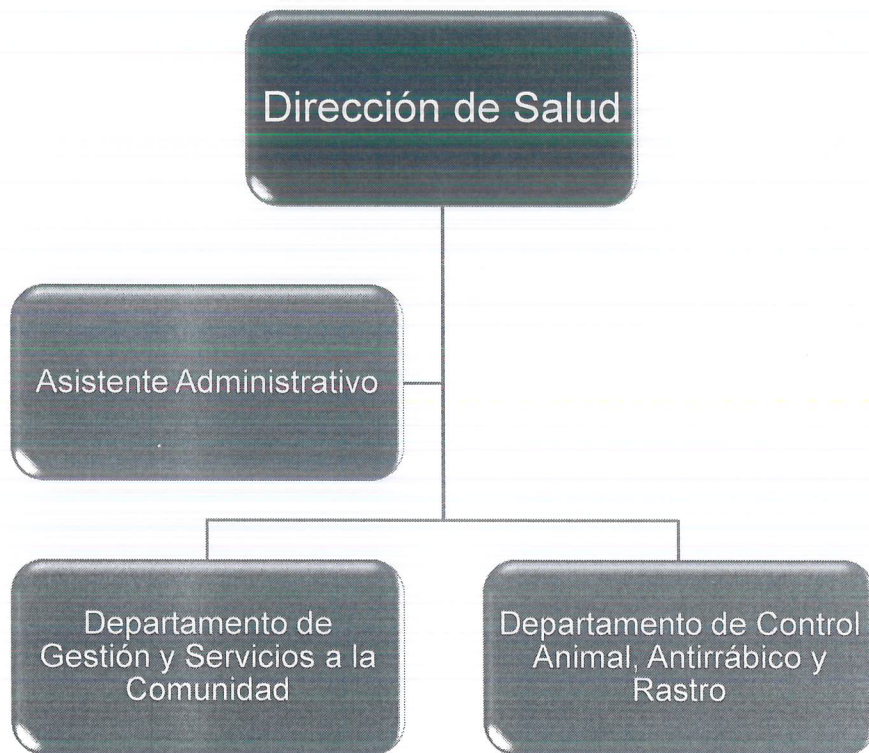 Dirección de Salud
Asistente Administrativo
Departamento de
Gestión y Servicios a la
Comunidad
Departamento de Control
Animal, Antirrábico y
Rastro